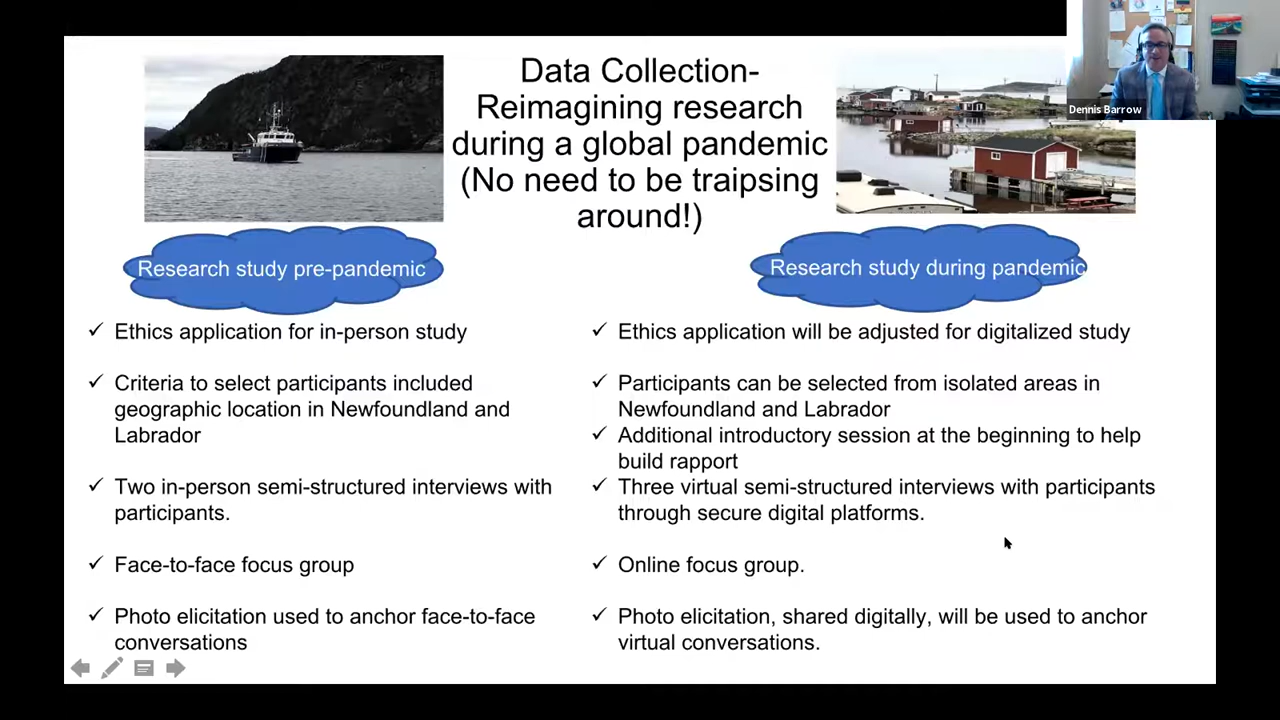 Data Collection-
Reimagining research
during a global pandemic
(No need to be traipsing
around!)
Dennis Barrow
Research study pre-pandemic
Research study during pandemic
✓ Ethics application for in-person study
✓ Criteria to select participants included
geographic location in Newfoundland and
Labrador
✓ Two in-person semi-structured interviews with
participants.
✓ Face-to-face focus group
✓ Photo elicitation used to anchor face-to-face
conversations
✓ Ethics application will be adjusted for digitalized study
✓ Participants can be selected from isolated areas in
Newfoundland and Labrador
✓ Additional introductory session at the beginning to help
build rapport
✓ Three virtual semi-structured interviews with participants
through secure digital platforms.
✓ Online focus group.
✓ Photo elicitation, shared digitally, will be used to anchor
virtual conversations.